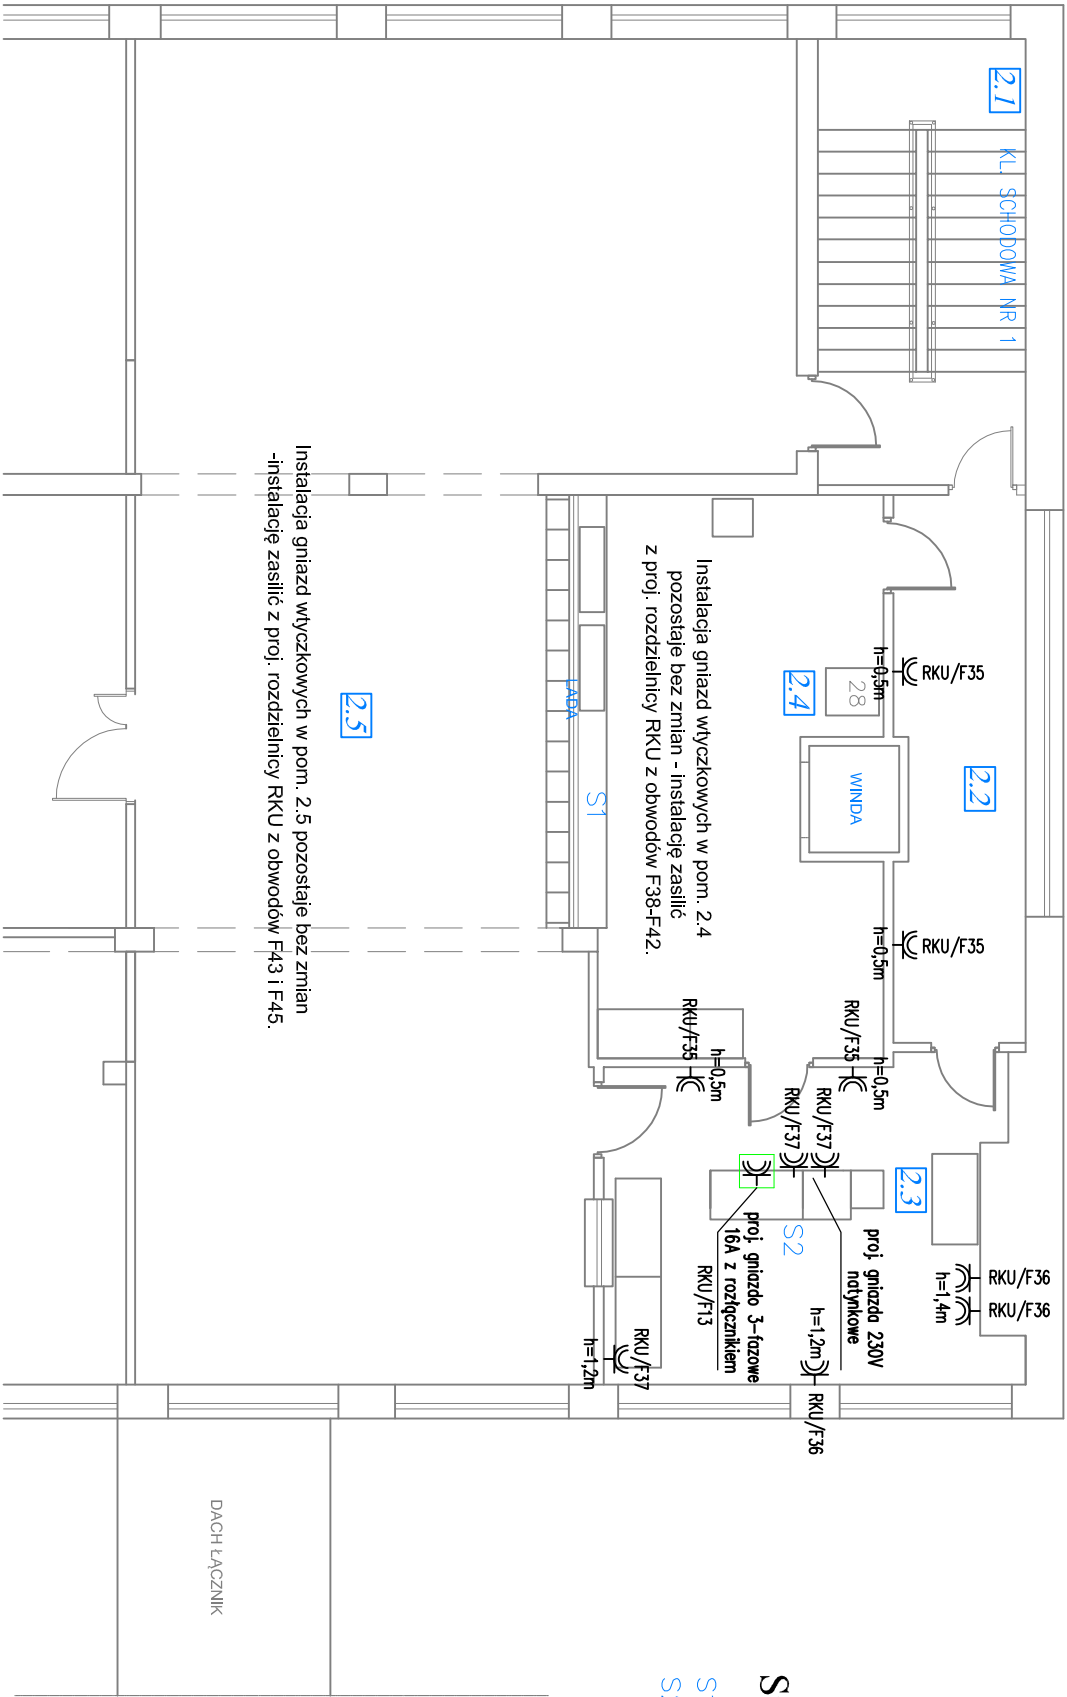 2.1
KL. SCHODOWA NR 1
2.2
RKU/F35
h=0,5m
28
2.4
WINDA
RKU/F35
h=0,5m
Instalacja gniazd wtyczkowych w pom. 2.4
pozostaje bez zmian - instalację zasilić
z proj. rozdzielnicy RKU z obwodów F38-F42.
LADA
S1
2.5
Instalacja gniazd wtyczkowych w pom. 2.5 pozostaje bez zmian
-instalację zasilić z proj. rozdzielnicy RKU z obwodów F43 i F45.
RKU/F35
h=0,5m
RKU/F35
h=0,5m
RKU/F37
RKU/F37
2.3
S2
proj. gniazda 230V
natynkowe
proj. gniazdo 3-fazowe
16A z rozłącznikiem
RKU/F13
RKU/F36
RKU/F36
h=1,4m
h=1,2m
RKU/F36
RKU/F37
h=1,2m
DACH ŁĄCZNIK
S
S
S